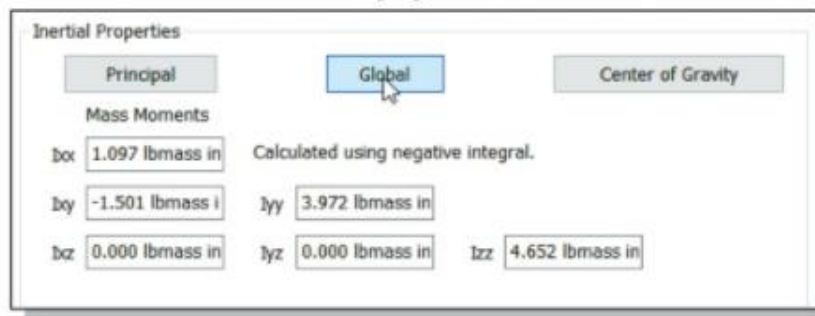 Inertial Properties
Principal Global Center of Gravity
Mass Moments
Ixx 1.097 lbmass in Calculated using negative integral.
Ixy -1.501 lbmass i Iyy 3.972 lbmass in
Ixz 0.000 lbmass in Iyz 0.000 lbmass in Izz 4.652 lbmass in